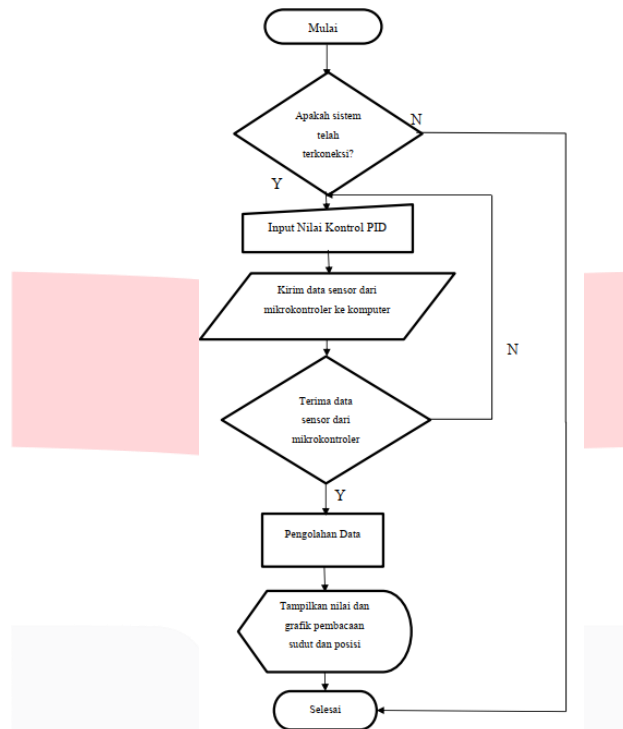 Mulai
Apakah sistem
telah
terkoneksi?
N
Y
Input Nilai Kontrol PID
Kirim data sensor dari
mikrokontroler ke komputer
N
Terima data
sensor dari
mikrokontroler
Y
Pengolahan Data
Tampilkan nilai dan
grafik pembacaan
sudut dan posisi
Selesai